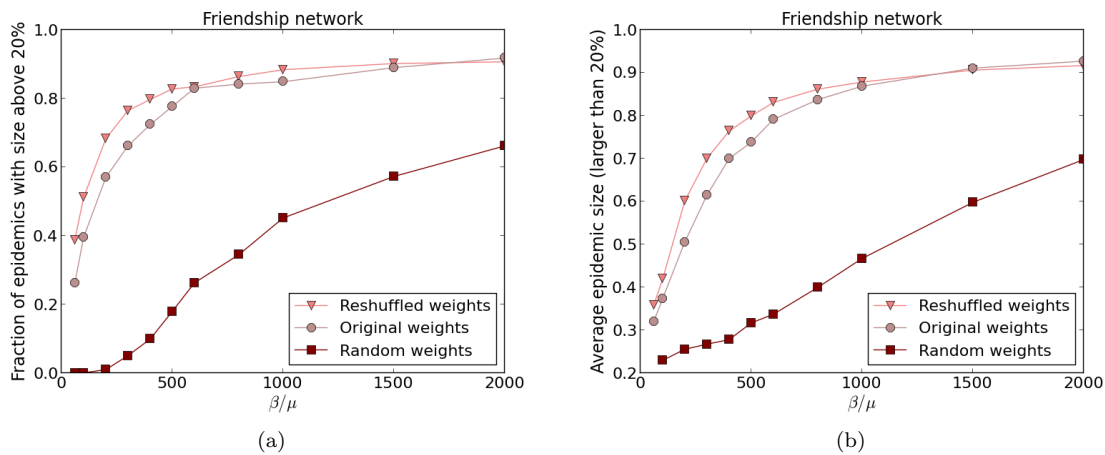 Friendship network
Fraction of epidemics with size above 20%
1.0
0.8
0.6
0.4
0.2
0.0
0
500
1000
1500
2000
β/μ
Reshuffled weights
Original weights
Random weights
(a)
Friendship network
Average epidemic size (larger than 20%)
1.0
0.9
0.8
0.7
0.6
0.5
0.4
0.3
0.2
0
500
1000
1500
2000
β/μ
Reshuffled weights
Original weights
Random weights
(b)